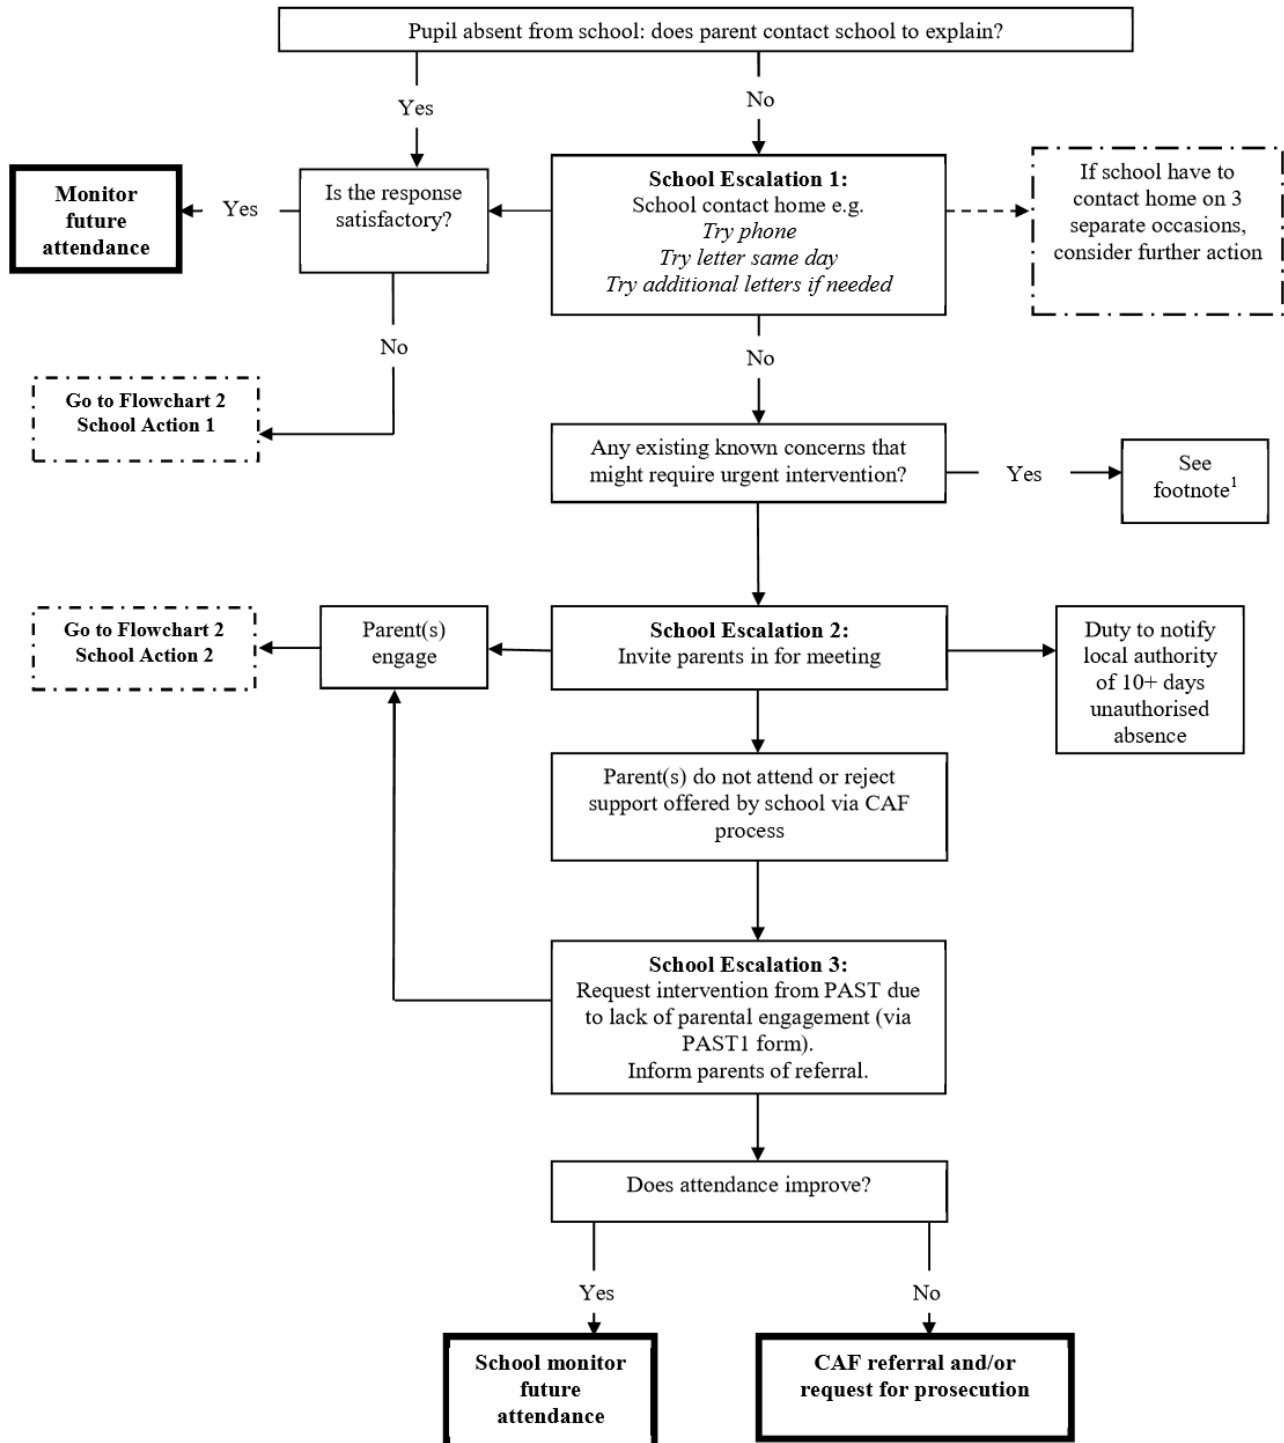 Pupil absent from school: does parent contact school to explain?
Yes
No
Monitor
future
attendance
Yes
Is the response
satisfactory?
School Escalation 1:
School contact home e.g.
Try phone
Try letter same day
Try additional letters if needed
If school have to
contact home on 3
separate occasions,
consider further action
No
No
Go to Flowchart 2
School Action 1
Any existing known concerns that
might require urgent intervention?
Yes
See
footnote1
Go to Flowchart 2
School Action 2
Parent(s)
engage
School Escalation 2:
Invite parents in for meeting
Duty to notify
local authority
of 10+ days
unauthorised
absence
Parent(s) do not attend or reject
support offered by school via CAF
process
School Escalation 3:
Request intervention from PAST due
to lack of parental engagement (via
PAST1 form).
Inform parents of referral.
Does attendance improve?
Yes
No
School monitor
future
attendance
CAF referral and/or
request for prosecution